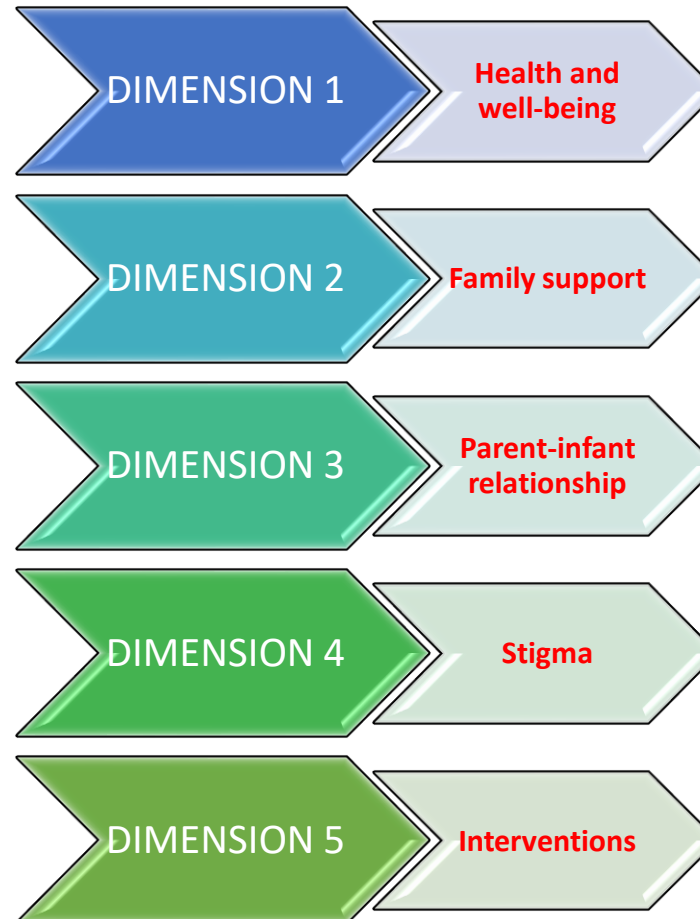 DIMENSION 1
Health and
well-being
DIMENSION 2
Family support
DIMENSION 3
Parent-infant
relationship
DIMENSION 4
Stigma
DIMENSION 5
Interventions